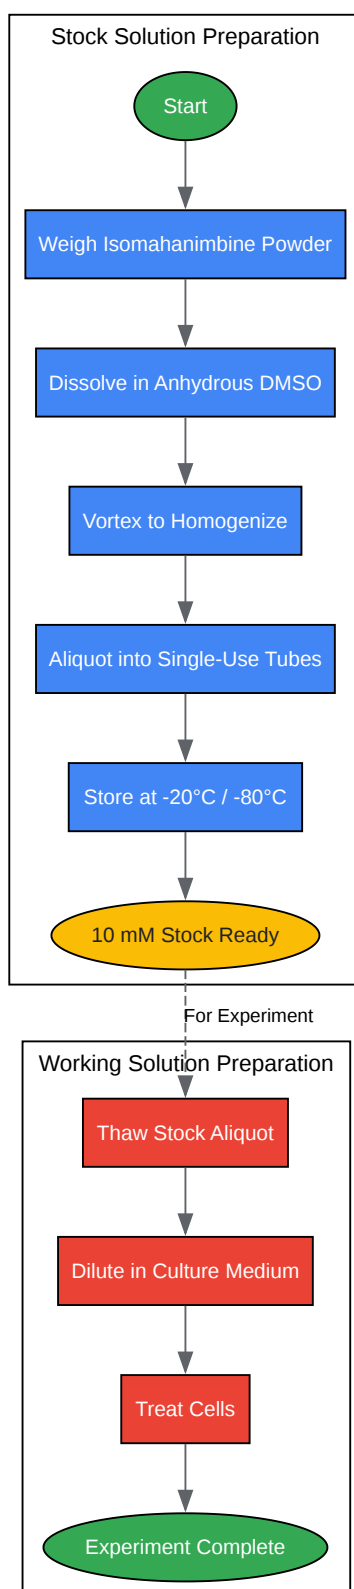 Stock Solution Preparation
Start
Weigh Isomahanimbine Powder
Dissolve in Anhydrous DMSO
Vortex to Homogenize
Aliquot into Single-Use Tubes
Store at -20°C / -80°C
10 mM Stock Ready
For Experiment
Working Solution Preparation
Thaw Stock Aliquot
Dilute in Culture Medium
Treat Cells
Experiment Complete